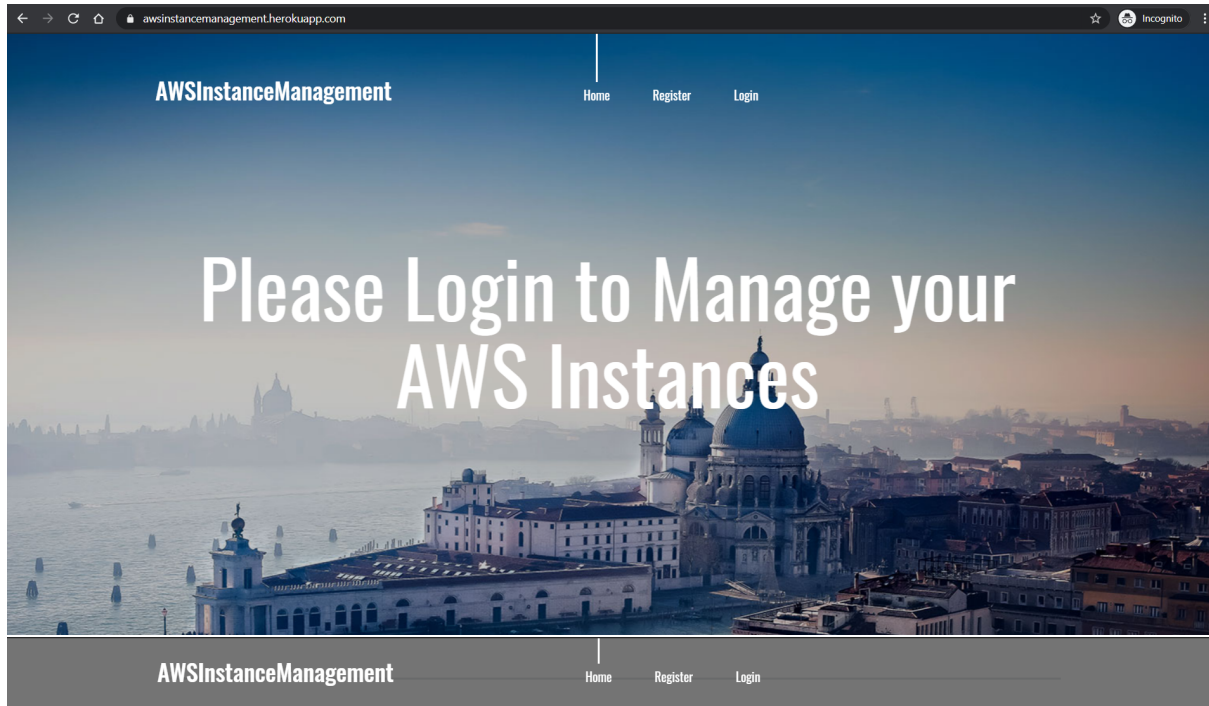 awsinstancemanagement.herokuapp.com
Incognito
AWSInstanceManagement
Home Register Login
Please Login to Manage your
AWS Instances
AWSInstanceManagement
Home Register Login